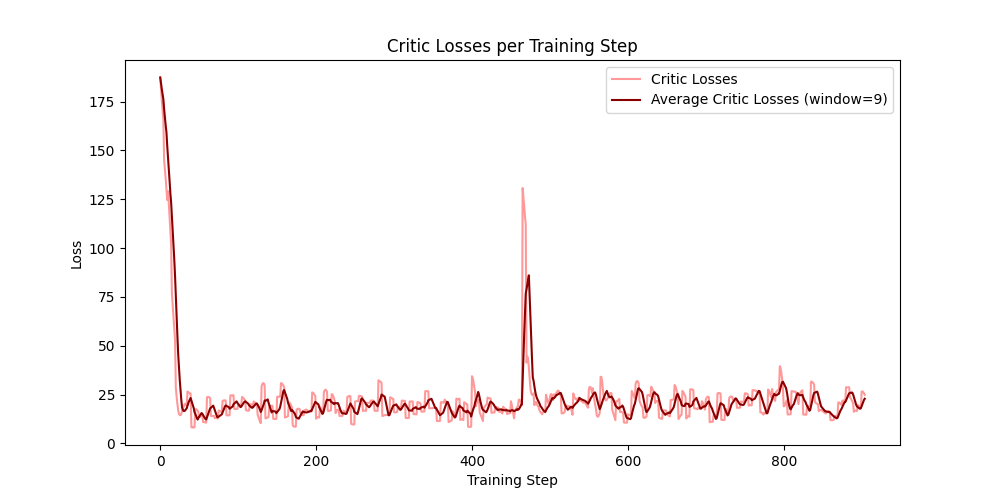 Critic Losses per Training Step
Critic Losses
Average Critic Losses (window=9)
Loss
175
150
125
100
75
50
25
0
0 200 400 600 800
Training Step